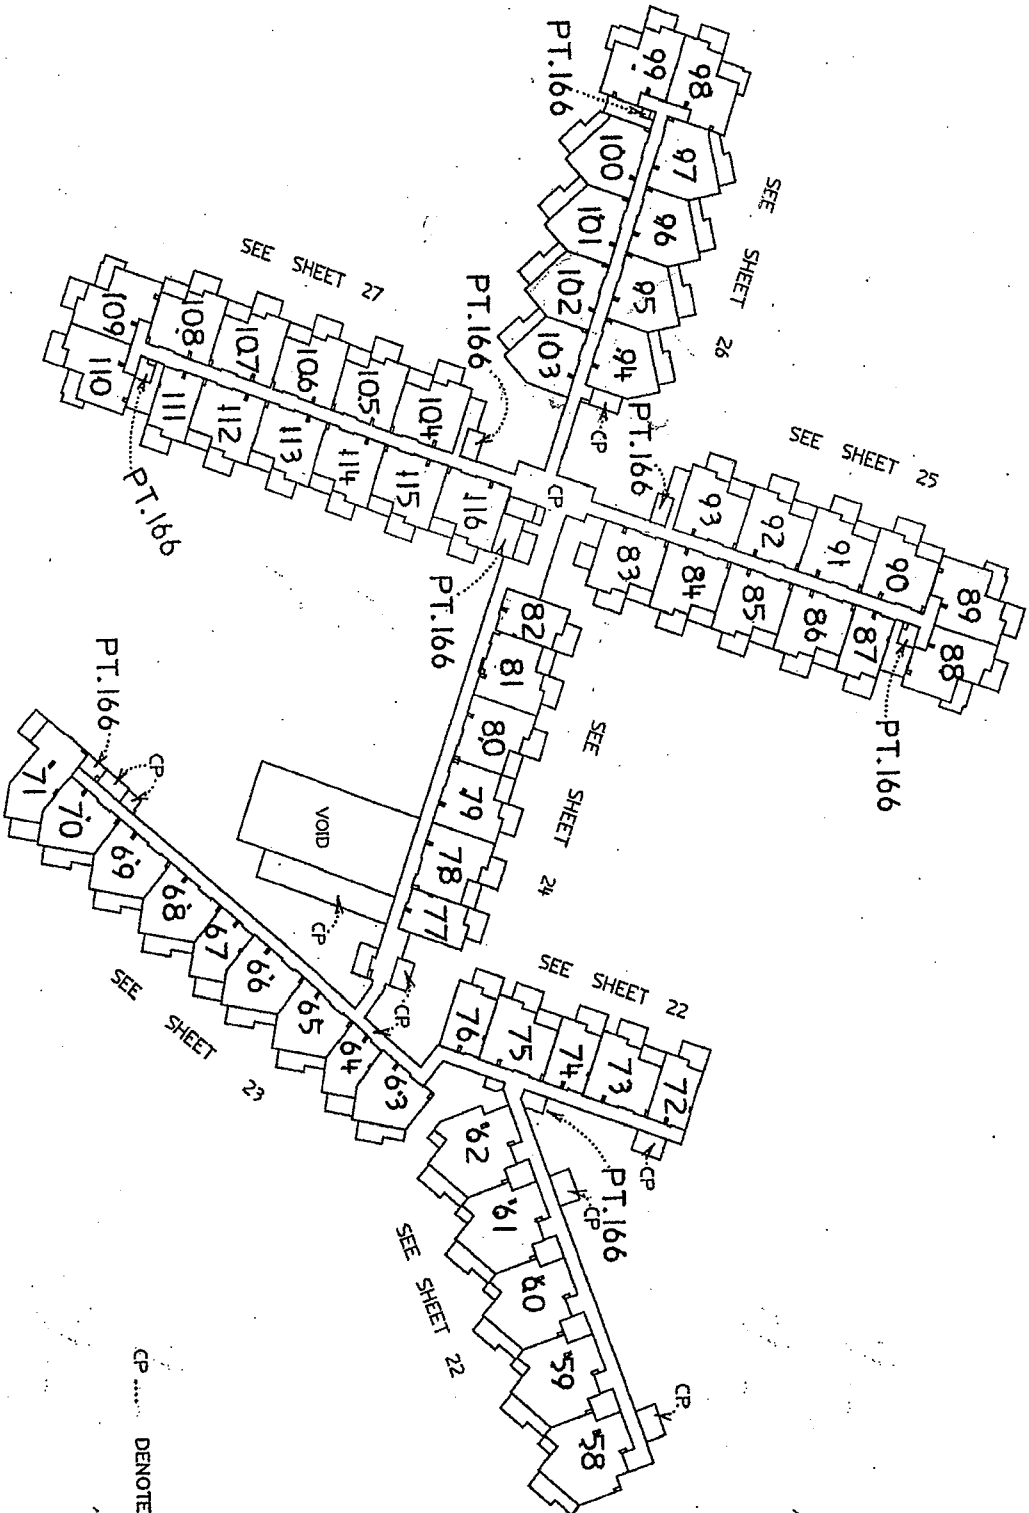 99
98
PT.166
100
97
101
96
102
95
103
94
SEE SHEET 26
CP
SEE SHEET 27
109
108
107
106
105
104
110
111
112
113
114
115
116
PT.166
PT.166
PT.166
CP
PT.166
SEE SHEET 25
93
92
91
90
89
83
84
85
86
87
88
PT.166
82
81
80
79
78
77
SEE SHEET 24
VOID
CP
PT.166
CP
71
70
69
68
67
66
65
64
63
SEE SHEET 23
CP
SEE SHEET 22
76
75
74
73
72
CP
PT.166
CP
62
61
60
59
58
SEE SHEET 22
CP
CP ..... DENOTE